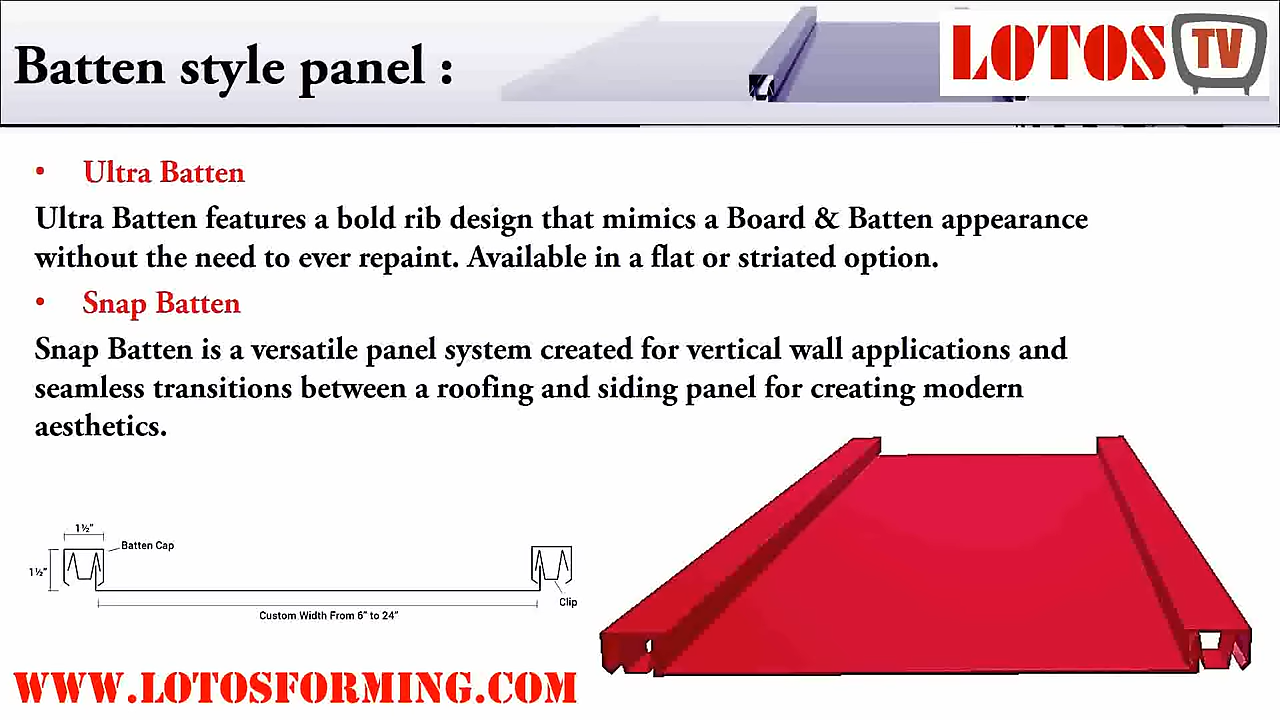 Batten style panel :
LOTOS TV
• Ultra Batten
Ultra Batten features a bold rib design that mimics a Board & Batten appearance
without the need to ever repaint. Available in a flat or striated option.
• Snap Batten
Snap Batten is a versatile panel system created for vertical wall applications and
seamless transitions between a roofing and siding panel for creating modern
aesthetics.
1½"
Batten Cap
1½"
Clip
Custom Width From 6" to 24"
WWW.LOTOSFORMING.COM